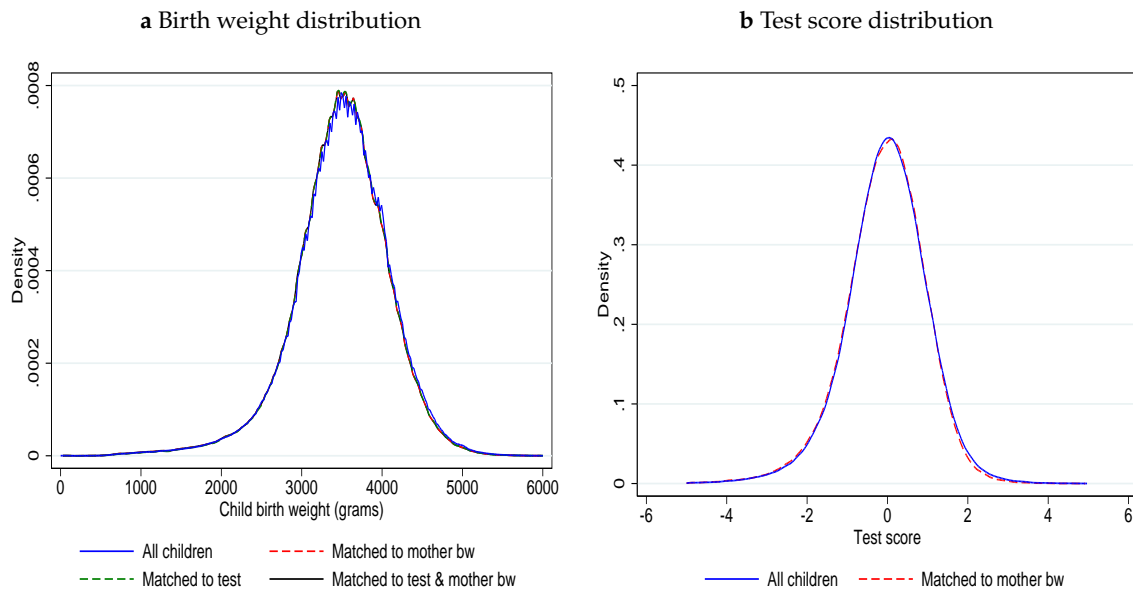 a Birth weight distribution
Density
.0008
.0006
.0004
.0002
0
0 1000 2000 3000 4000 5000 6000
Child birth weight (grams)
All children
Matched to mother bw
Matched to test
Matched to test & mother bw
b Test score distribution
Density
.5
.4
.3
.2
.1
0
-6 -4 -2 0 2 4 6
Test score
All children
Matched to mother bw